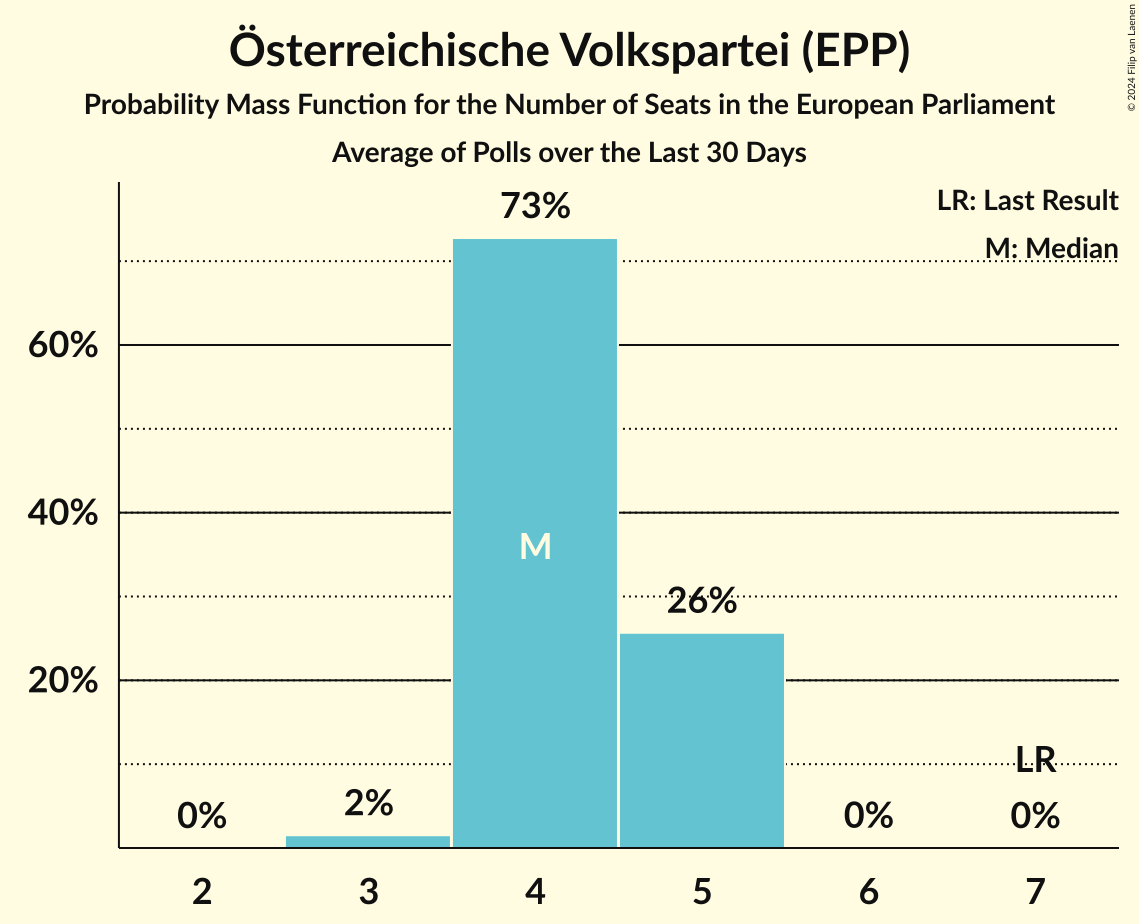 Österreichische Volkspartei (EPP)
Probability Mass Function for the Number of Seats in the European Parliament
Average of Polls over the Last 30 Days
© 2024 Filip van Laenen
LR: Last Result
M: Median
73%
60%
40%
M
26%
20%
LR
0%
2%
0%
0%
2
3
4
5
6
7